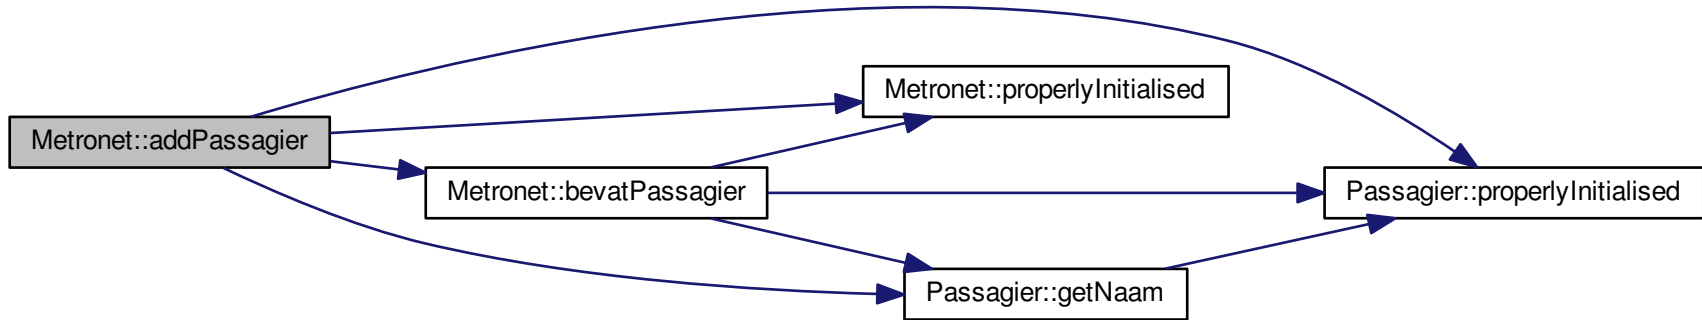 Metronet::addPassagier
Metronet::properlyInitialised
Metronet::bevatPassagier
Passagier::properlyInitialised
Passagier::getNaam